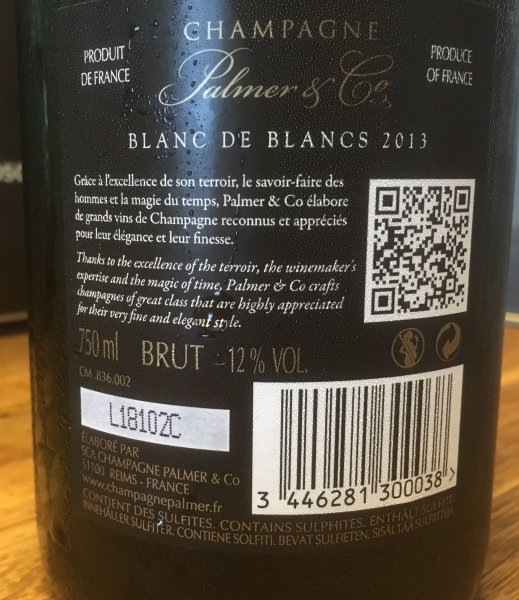 CHAMPAGNE
PRODUIT
DE FRANCE
PRODUCE
OF FRANCE
Palmer & Co
BLANC DE BLANCS 2013
Grâce à l'excellence de son terroir, le savoir-faire des
hommes et la magie du temps, Palmer & Co élabore
de grands vins de Champagne reconnus et appréciés
pour leur élégance et leur finesse.
Thanks to the excellence of the terroir, the winemaker's
expertise and the magic of time, Palmer & Co crafts
champagnes of great class that are highly appreciated
for their very fine and elegant style.
750 ml BRUT - 12 % VOL.
CM .836.002
L18102C
ÉLABORÉ PAR
SCA CHAMPAGNE PALMER & Co
51100 REIMS - FRANCE
www.champagnepalmer.fr
3 446281 300038 >
CONTIENT DES SULFITES. CONTAINS SULPHITES. ENTHÄLT SULFITE.
INNEHÅLLER SULFITER. CONTIENE SOLFITI. BEVAT SULFIETEN. SISÄLTÄÄ SULFIITTIA.